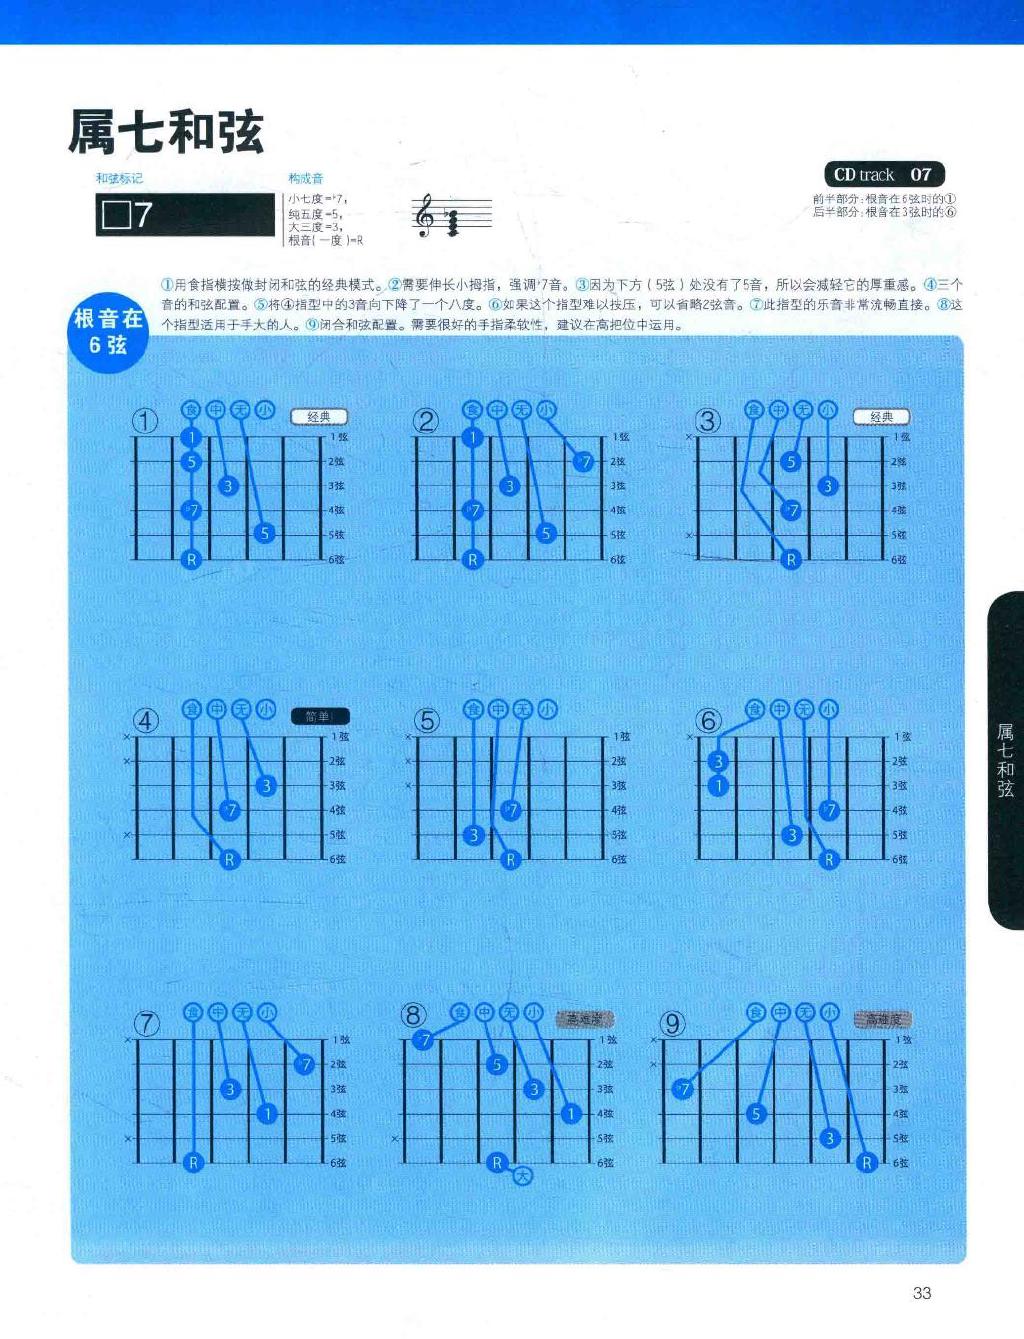 属七和弦
和弦标记
□7
构成音
小七度=♭7,
纯五度=5,
大三度=3,
根音(一度)=R
CD track 07
前半部分:根音在6弦时的①
后半部分:根音在3弦时的⑥
①用食指横按做封闭和弦的经典模式。②需要伸长小拇指，强调♭7音。③因为下方（5弦）处没有了5音，所以会减轻它的厚重感。④三个
音的和弦配置。⑤将④指型中的3音向下降了一个八度。⑥如果这个指型难以按压，可以省略2弦音。⑦此指型的乐音非常流畅直接。⑧这
个指型适用于手大的人。⑨闭合和弦配置。需要很好的手指柔软性，建议在高把位中运用。
根音在
6弦
① 食 中 无 小 经典
1 1弦
5 2弦
3 3弦
♭7 4弦
5 5弦
R 6弦
② 食 中 无 小
1 1弦
♭7 2弦
3 3弦
♭7 4弦
5 5弦
R 6弦
③ 食 中 无 小 经典
× 1弦
5 2弦
3 3弦
♭7 4弦
× 5弦
R 6弦
④ 食 中 无 小 简单!
× 1弦
× 2弦
3 3弦
♭7 4弦
× 5弦
R 6弦
⑤ 食 中 无 小
× 1弦
2弦
× 3弦
♭7 4弦
3 5弦
R 6弦
⑥ 食 中 无 小
× 1弦
3 2弦
1 3弦
♭7 4弦
3 5弦
R 6弦
⑦ 食 中 无 小
× 1弦
♭7 2弦
3 3弦
1 4弦
× 5弦
R 6弦
⑧ 食 中 无 小 高难度
♭7 1弦
5 2弦
3 3弦
1 4弦
× 5弦
R 6弦
大
⑨ 食 中 无 小 高难度
× 1弦
× 2弦
♭7 3弦
5 4弦
3 5弦
R 6弦
属七和弦
33